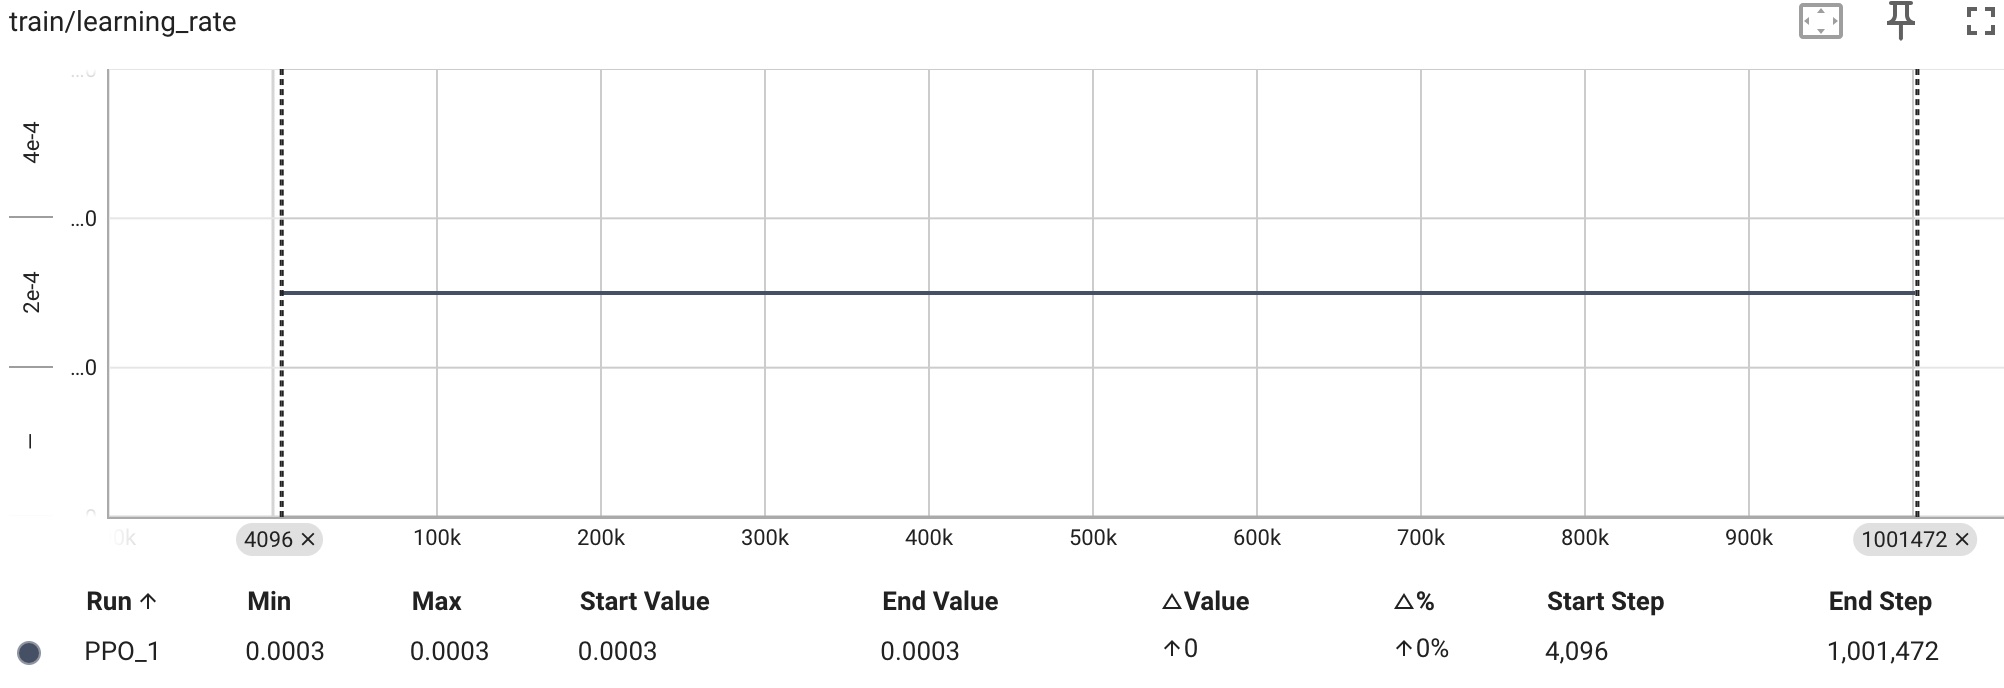 train/learning_rate
4e-4
...0
2e-4
...0
0k
4096 × 100k 200k 300k 400k 500k 600k 700k 800k 900k 1001472 ×
Run ↑ Min Max Start Value End Value △Value △% Start Step End Step
PPO_1 0.0003 0.0003 0.0003 0.0003 ↑0 ↑0% 4,096 1,001,472